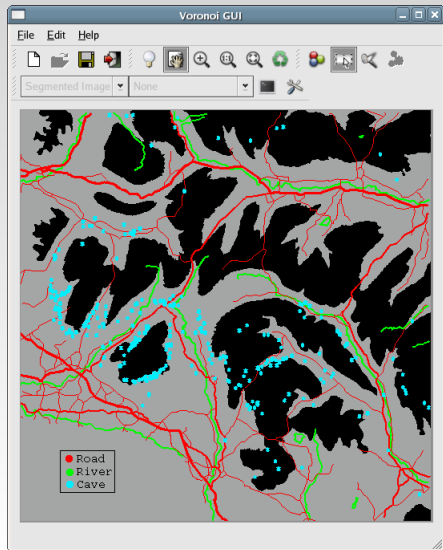 Voronoi GUI
File Edit Help
Segmented Image None
Road
River
Cave